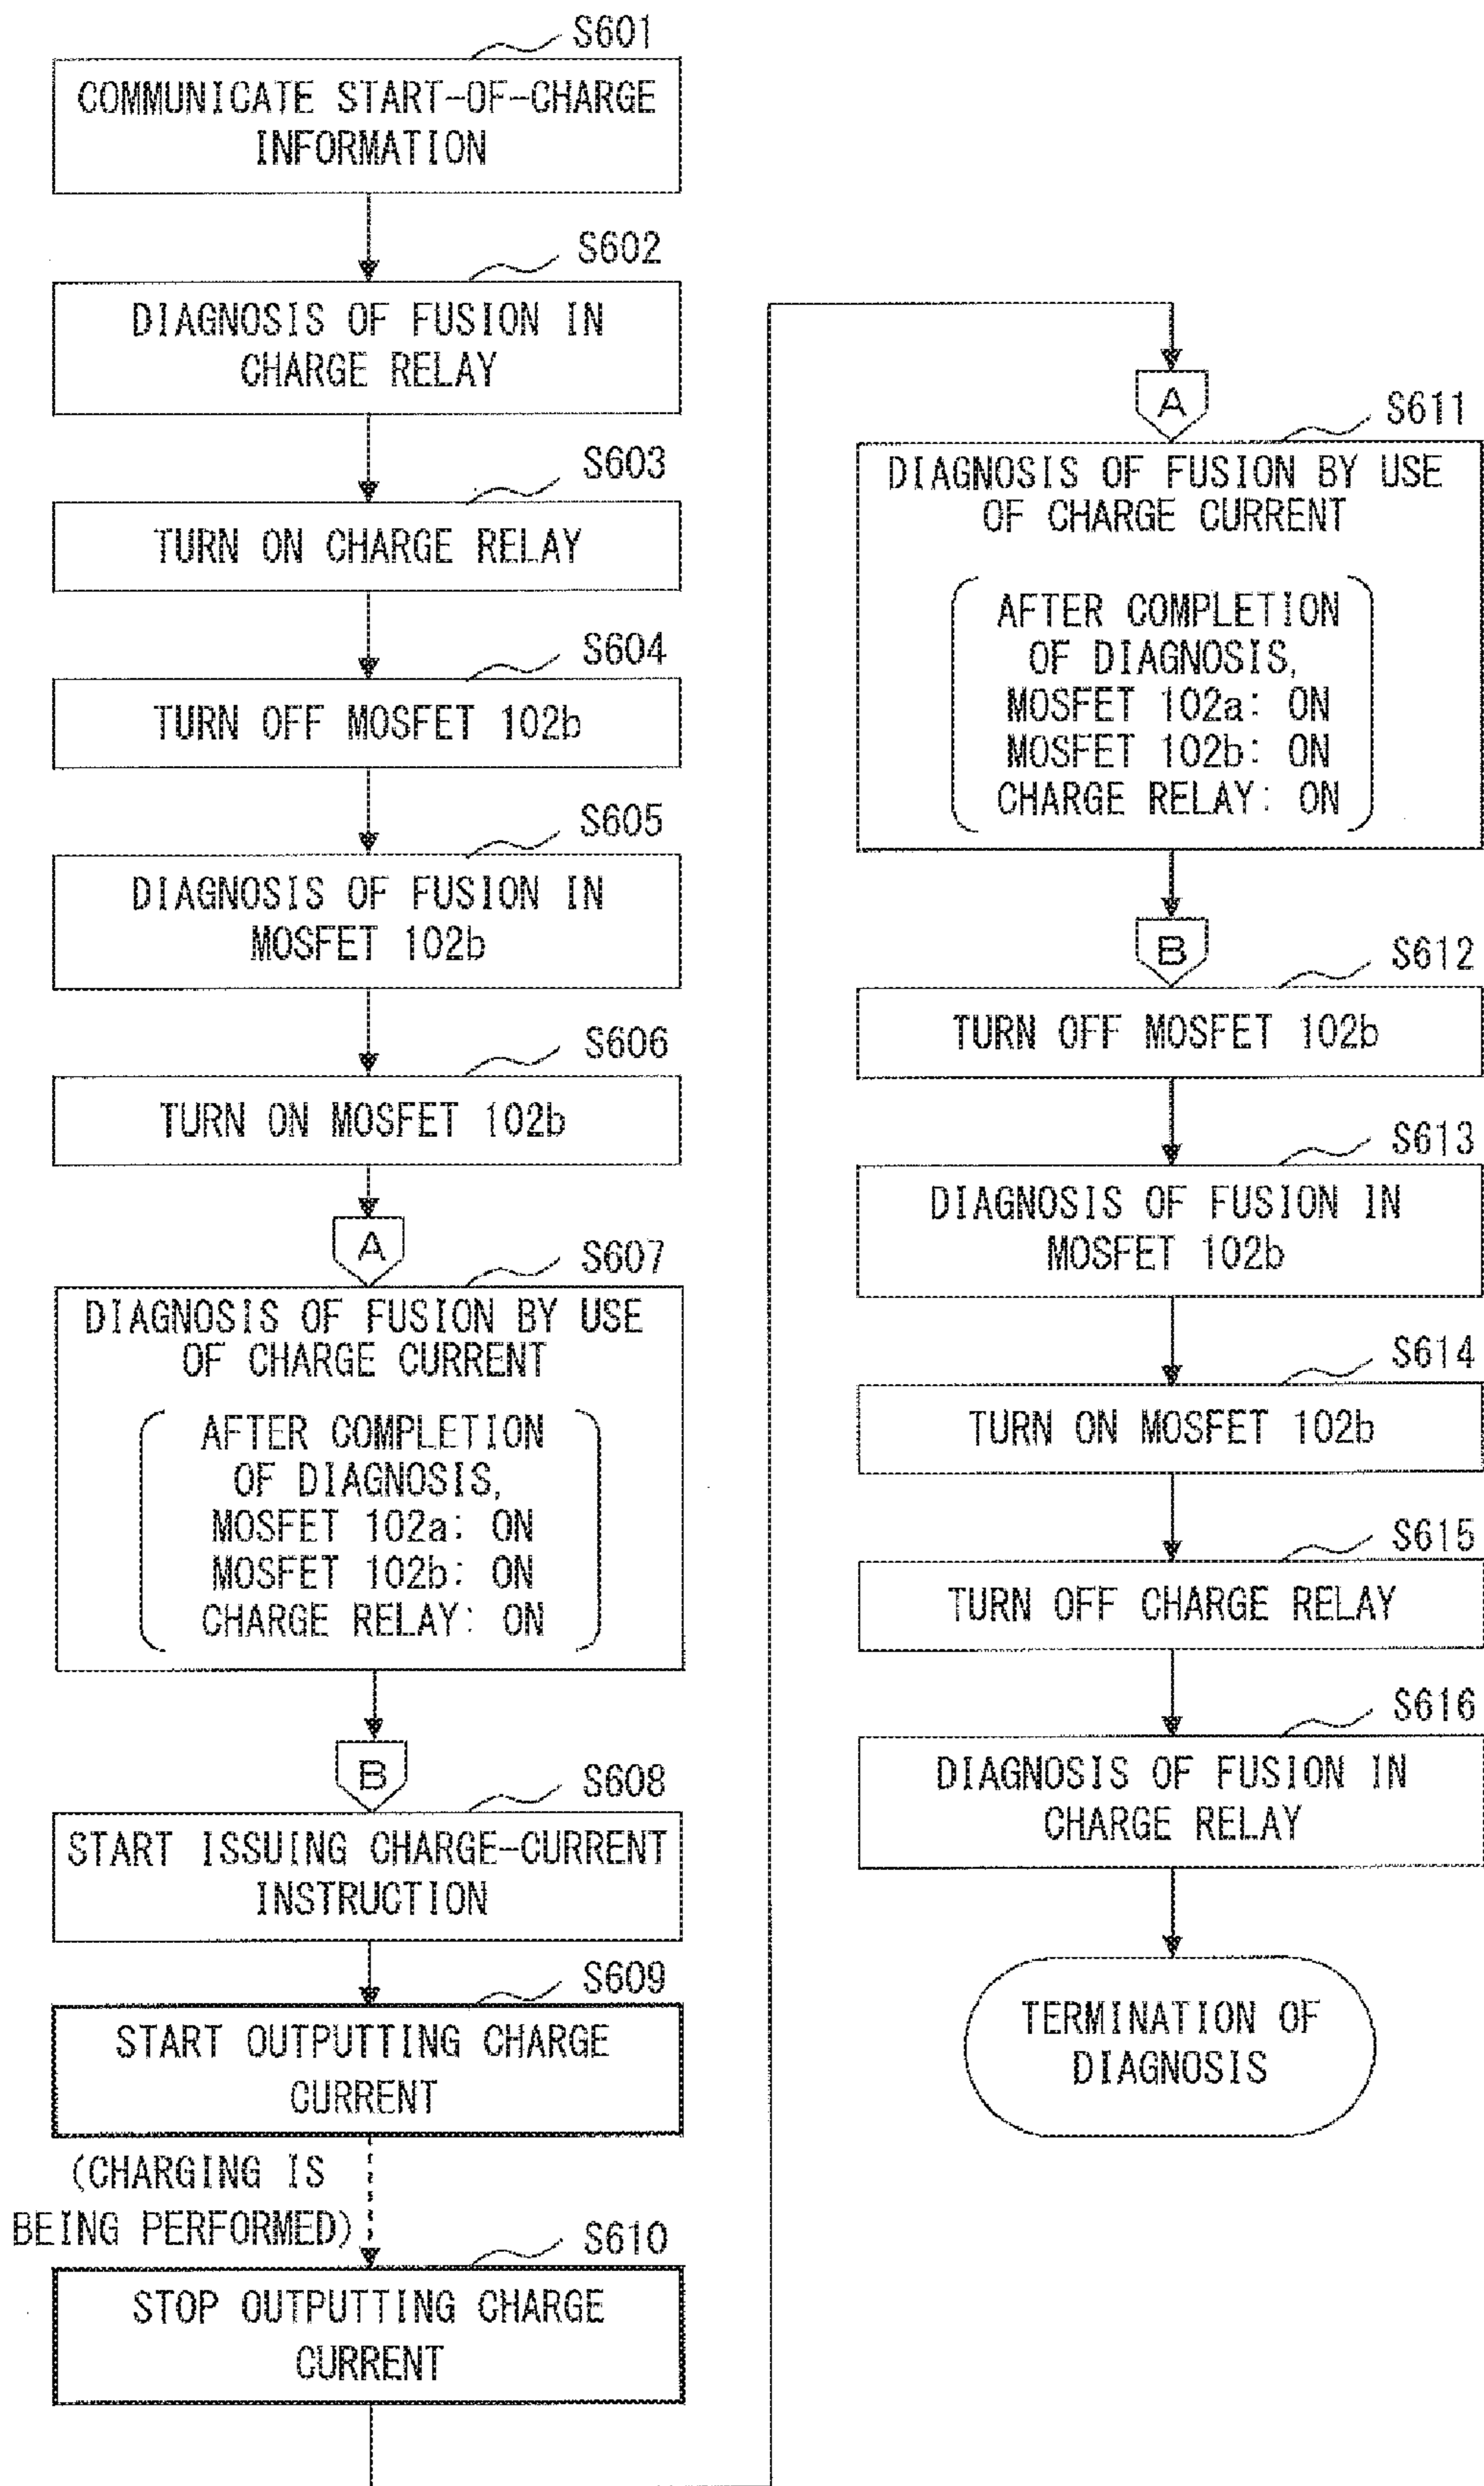 S601
COMMUNICATE START-OF-CHARGE
INFORMATION
S602
DIAGNOSIS OF FUSION IN
CHARGE RELAY
S603
TURN ON CHARGE RELAY
S604
TURN OFF MOSFET 102b
S605
DIAGNOSIS OF FUSION IN
MOSFET 102b
S606
TURN ON MOSFET 102b
A
S607
DIAGNOSIS OF FUSION BY USE
OF CHARGE CURRENT
AFTER COMPLETION
OF DIAGNOSIS,
MOSFET 102a: ON
MOSFET 102b: ON
CHARGE RELAY: ON
B
S608
START ISSUING CHARGE-CURRENT
INSTRUCTION
S609
START OUTPUTTING CHARGE
CURRENT
(CHARGING IS
BEING PERFORMED)
S610
STOP OUTPUTTING CHARGE
CURRENT
A
S611
DIAGNOSIS OF FUSION BY USE
OF CHARGE CURRENT
AFTER COMPLETION
OF DIAGNOSIS,
MOSFET 102a: ON
MOSFET 102b: ON
CHARGE RELAY: ON
B
S612
TURN OFF MOSFET 102b
S613
DIAGNOSIS OF FUSION IN
MOSFET 102b
S614
TURN ON MOSFET 102b
S615
TURN OFF CHARGE RELAY
S616
DIAGNOSIS OF FUSION IN
CHARGE RELAY
TERMINATION OF
DIAGNOSIS